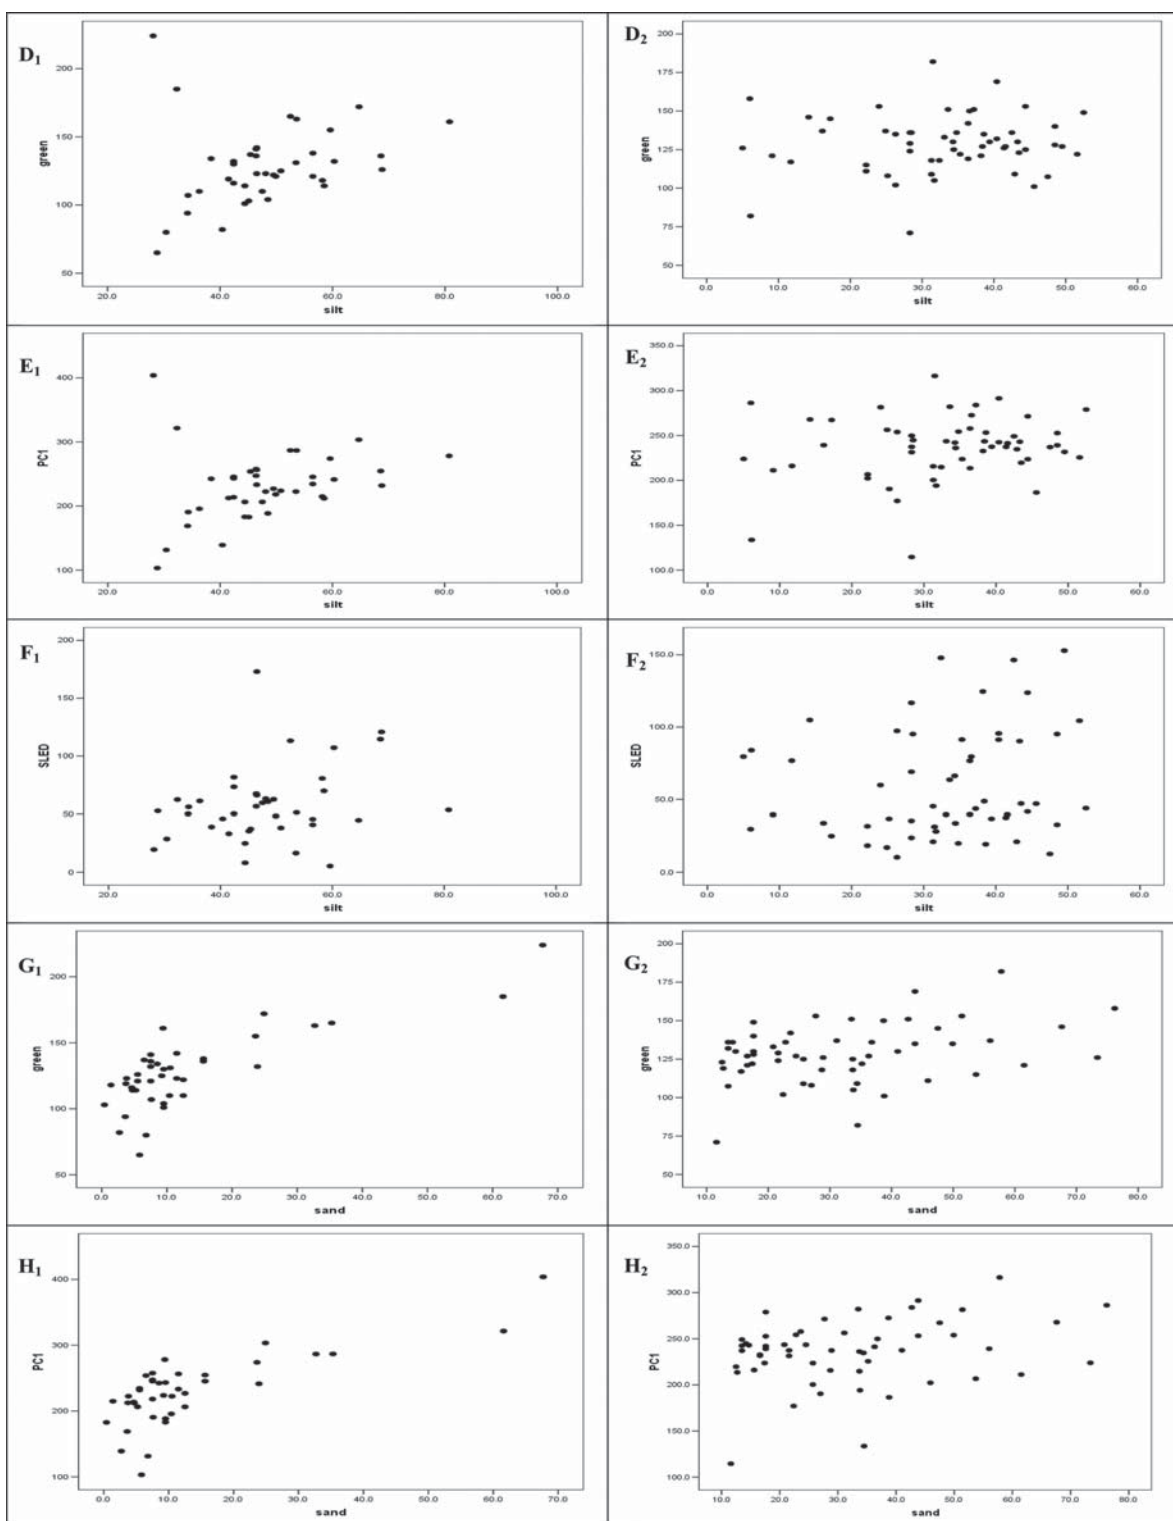 D1
green
200
150
100
50
20.0 40.0 60.0 80.0 100.0
silt
D2
green
200
175
150
125
100
75
50
0.0 10.0 20.0 30.0 40.0 50.0 60.0
silt
E1
PC1
400
300
200
100
20.0 40.0 60.0 80.0 100.0
silt
E2
PC1
350.0
300.0
250.0
200.0
150.0
100.0
0.0 10.0 20.0 30.0 40.0 50.0 60.0
silt
F1
SLED
200
150
100
50
0
20.0 40.0 60.0 80.0 100.0
silt
F2
SLED
150.0
100.0
50.0
0.0
0.0 10.0 20.0 30.0 40.0 50.0 60.0
silt
G1
green
200
150
100
50
0.0 10.0 20.0 30.0 40.0 50.0 60.0 70.0
sand
G2
green
200
175
150
125
100
75
50
10.0 20.0 30.0 40.0 50.0 60.0 70.0 80.0
sand
H1
PC1
400
300
200
100
0.0 10.0 20.0 30.0 40.0 50.0 60.0 70.0
sand
H2
PC1
350.0
300.0
250.0
200.0
150.0
100.0
10.0 20.0 30.0 40.0 50.0 60.0 70.0 80.0
sand